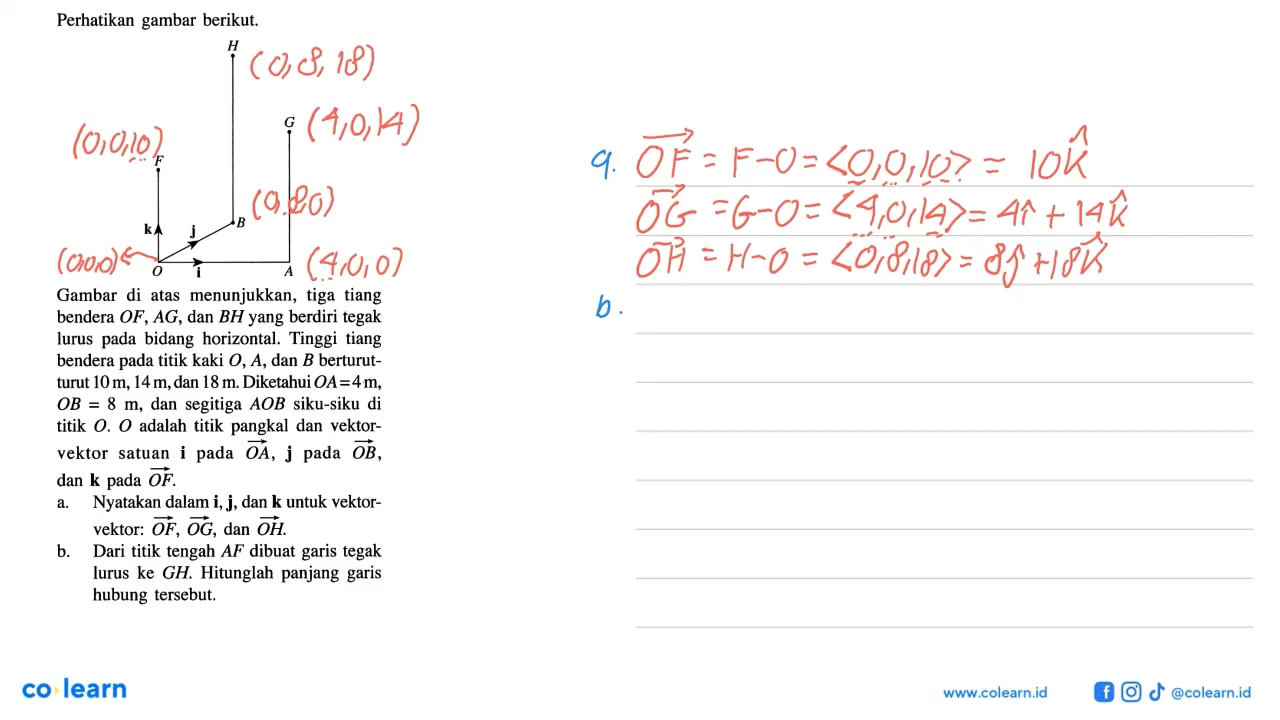 Perhatikan gambar berikut.
H
(0,8,18)
G
(4,0,14)
(0,0,10)
F
(0,8,0)
B
k
j
(0,0,0)
O
i
A
(4,0,0)
Gambar di atas menunjukkan, tiga tiang
bendera OF, AG, dan BH yang berdiri tegak
lurus pada bidang horizontal. Tinggi tiang
bendera pada titik kaki O, A, dan B berturut-
turut 10 m, 14 m, dan 18 m. Diketahui OA = 4 m,
OB = 8 m, dan segitiga AOB siku-siku di
titik O. O adalah titik pangkal dan vektor-
vektor satuan i pada OA, j pada OB,
dan k pada OF.
a. Nyatakan dalam i, j, dan k untuk vektor-
vektor: OF, OG, dan OH.
b. Dari titik tengah AF dibuat garis tegak
lurus ke GH. Hitunglah panjang garis
hubung tersebut.
a. OF = F-O = <0,0,10> = 10k̂
OG = G-O = <4,0,14> = 4î + 14k̂
OH = H-O = <0,8,18> = 8ĵ + 18k̂
b.
co learn
www.colearn.id
@colearn.id